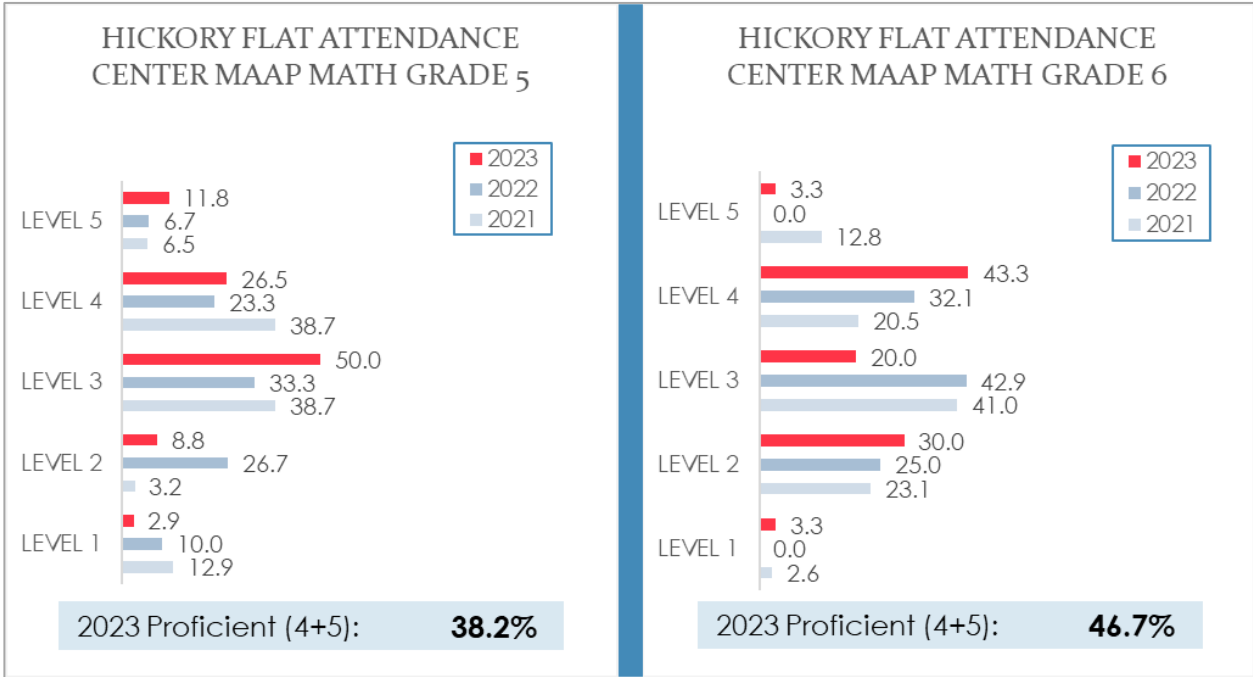 HICKORY FLAT ATTENDANCE
CENTER MAAP MATH GRADE 5
2023
2022
2021
LEVEL 5
11.8
6.7
6.5
LEVEL 4
26.5
23.3
38.7
LEVEL 3
50.0
33.3
38.7
LEVEL 2
8.8
26.7
3.2
LEVEL 1
2.9
10.0
12.9
2023 Proficient (4+5): 38.2%
HICKORY FLAT ATTENDANCE
CENTER MAAP MATH GRADE 6
2023
2022
2021
LEVEL 5
3.3
0.0
12.8
LEVEL 4
43.3
32.1
20.5
LEVEL 3
20.0
42.9
41.0
LEVEL 2
30.0
25.0
23.1
LEVEL 1
3.3
0.0
2.6
2023 Proficient (4+5): 46.7%